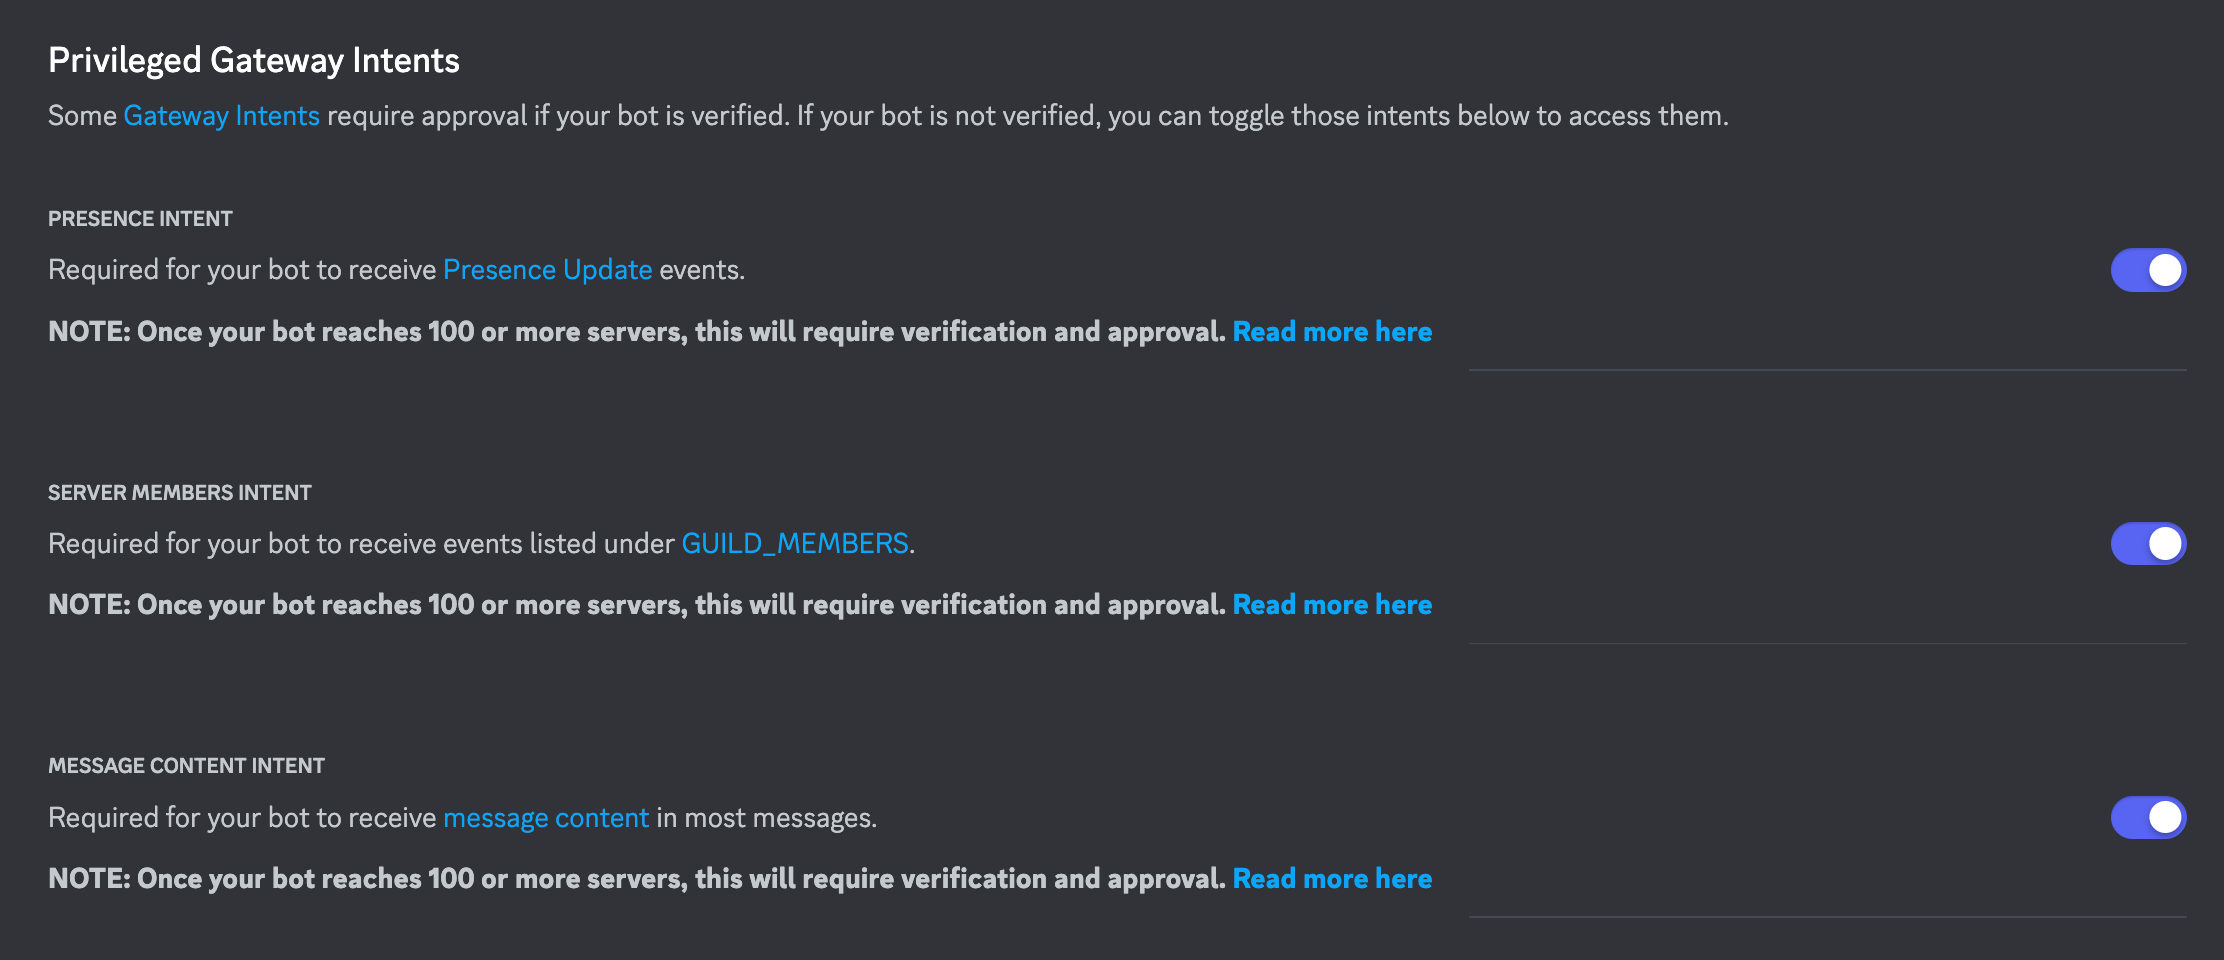 Privileged Gateway Intents
Some Gateway Intents require approval if your bot is verified. If your bot is not verified, you can toggle those intents below to access them.
PRESENCE INTENT
Required for your bot to receive Presence Update events.
NOTE: Once your bot reaches 100 or more servers, this will require verification and approval. Read more here
SERVER MEMBERS INTENT
Required for your bot to receive events listed under GUILD_MEMBERS.
NOTE: Once your bot reaches 100 or more servers, this will require verification and approval. Read more here
MESSAGE CONTENT INTENT
Required for your bot to receive message content in most messages.
NOTE: Once your bot reaches 100 or more servers, this will require verification and approval. Read more here